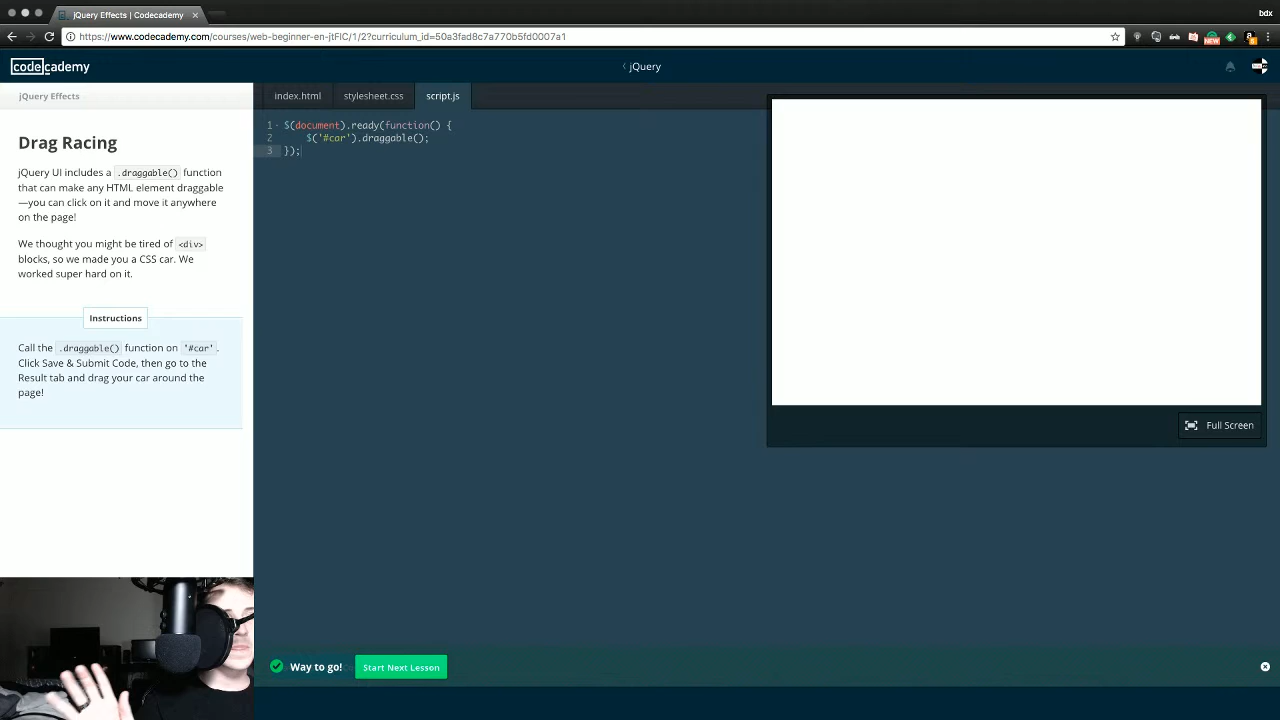 jQuery Effects | Codecademy
bdx
https://www.codecademy.com/courses/web-beginner-en-jtFIC/1/2?curriculum_id=50a3fad8c7a770b5fd0007a1
NEW
codecademy
jQuery
jQuery Effects
index.html
stylesheet.css
script.js
Drag Racing
jQuery UI includes a .draggable() function
that can make any HTML element draggable
—you can click on it and move it anywhere
on the page!
We thought you might be tired of <div>
blocks, so we made you a CSS car. We
worked super hard on it.
Instructions
Call the .draggable() function on '#car'.
Click Save & Submit Code, then go to the
Result tab and drag your car around the
page!
1 $(document).ready(function() {
2 $('#car').draggable();
3 });
Full Screen
Way to go!
Start Next Lesson